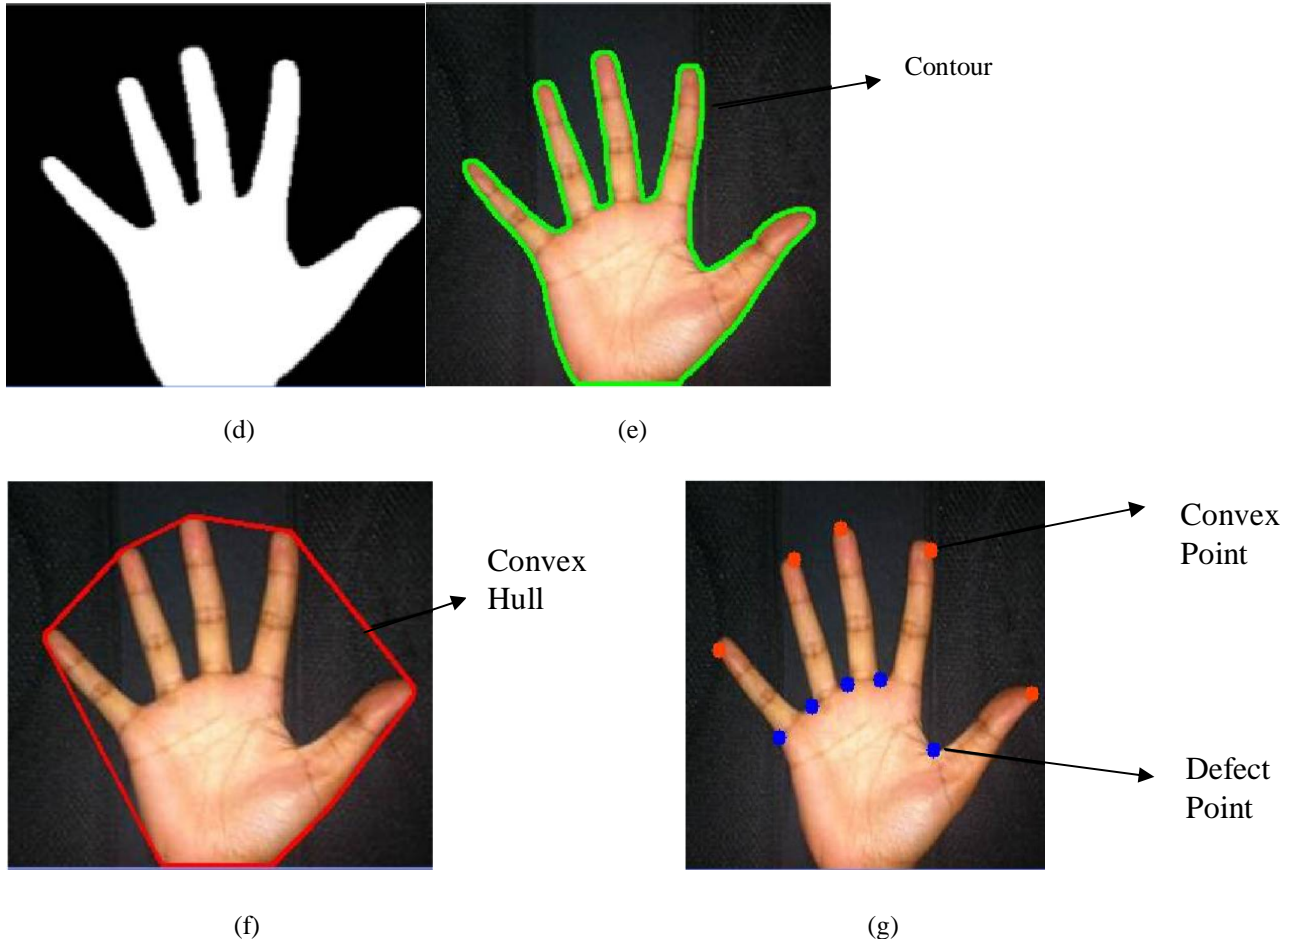 Contour
(d)
(e)
Convex
Hull
Convex
Point
Defect
Point
(f)
(g)